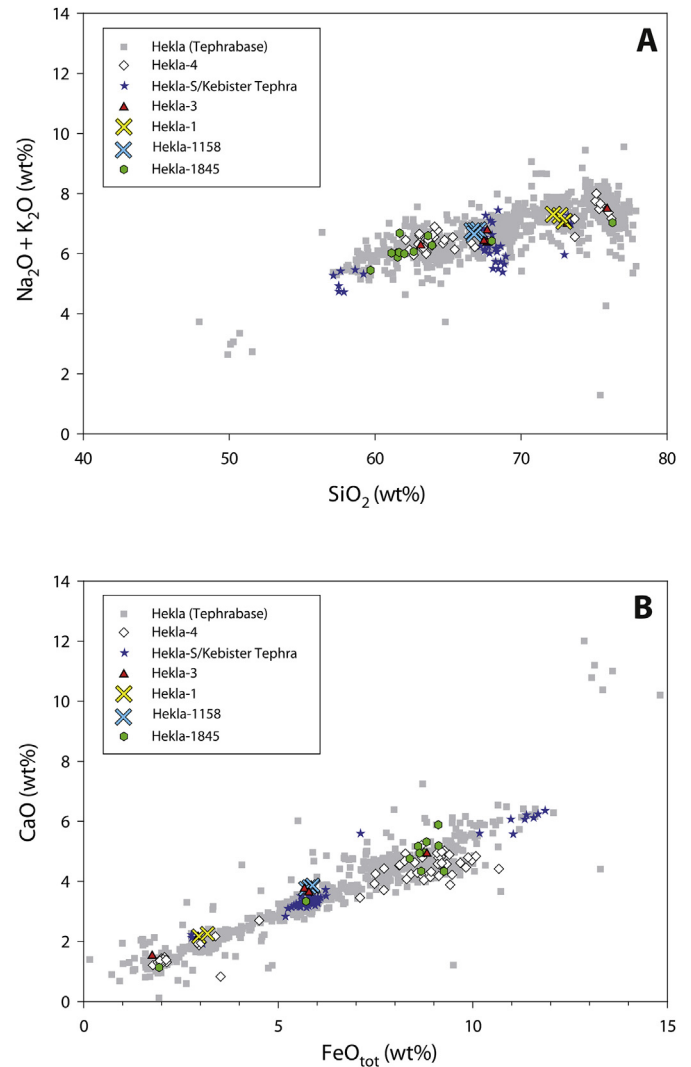 A
Hekla (Tephrabase)
Hekla-4
Hekla-S/Kebister Tephra
Hekla-3
Hekla-1
Hekla-1158
Hekla-1845
14
12
10
8
6
4
2
0
Na₂O + K₂O (wt%)
40 50 60 70 80
SiO₂ (wt%)
B
Hekla (Tephrabase)
Hekla-4
Hekla-S/Kebister Tephra
Hekla-3
Hekla-1
Hekla-1158
Hekla-1845
14
12
10
8
6
4
2
0
CaO (wt%)
0 5 10 15
FeOtot (wt%)